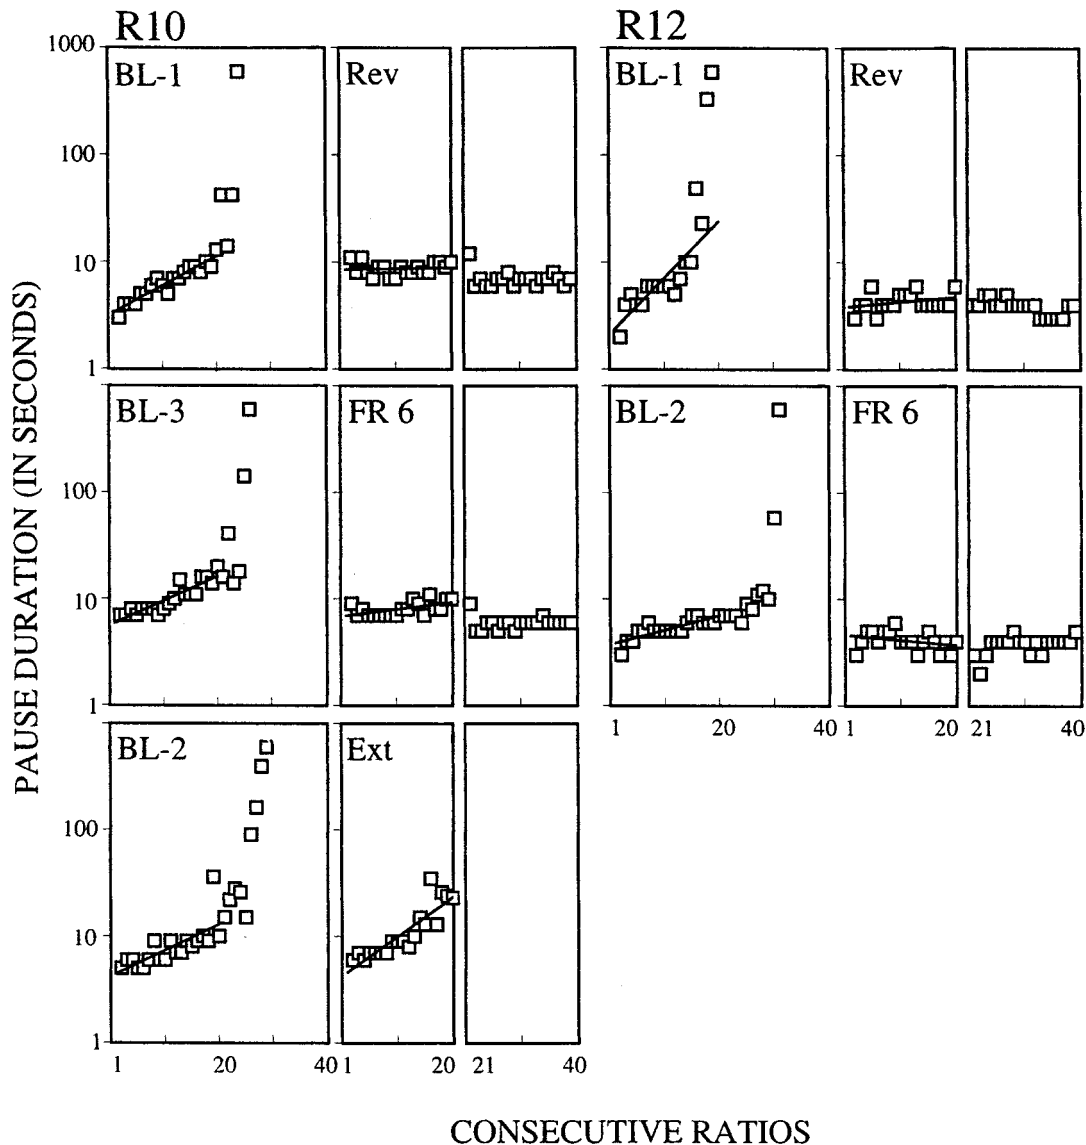 R10 R12
1000
BL-1 Rev BL-1 Rev
100
10
1
BL-3 FR 6 BL-2 FR 6
100
10
1
1 20 40 1 20 21 40
BL-2 Ext
100
10
1
1 20 40 1 20 21 40
PAUSE DURATION (IN SECONDS)
CONSECUTIVE RATIOS